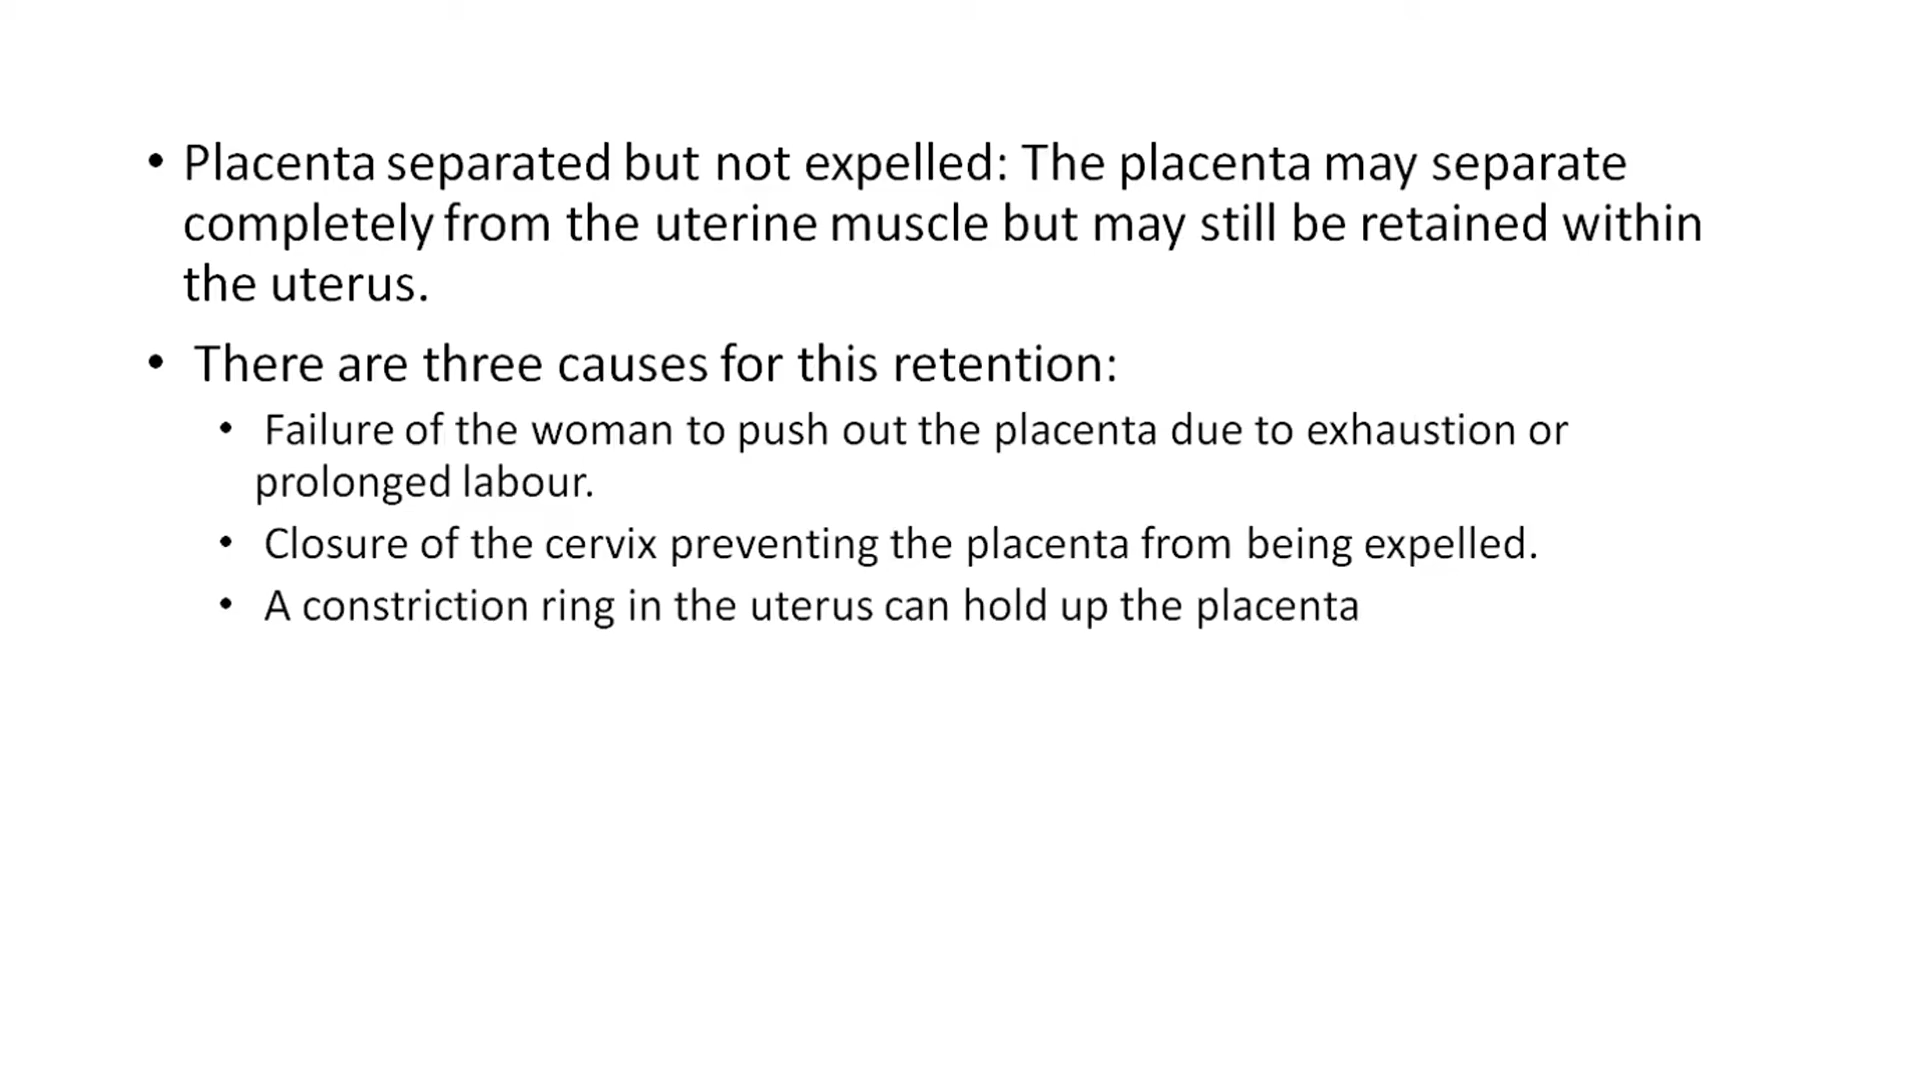 • Placenta separated but not expelled: The placenta may separate
completely from the uterine muscle but may still be retained within
the uterus.
• There are three causes for this retention:
• Failure of the woman to push out the placenta due to exhaustion or
prolonged labour.
• Closure of the cervix preventing the placenta from being expelled.
• A constriction ring in the uterus can hold up the placenta